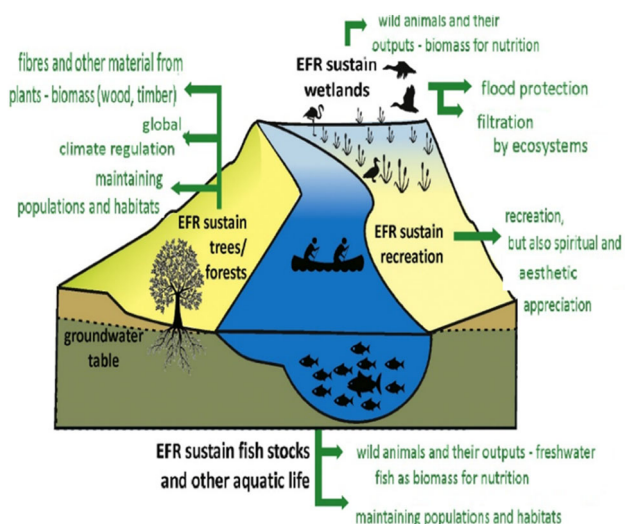 wild animals and their
outputs - biomass for nutrition
EFR sustain
wetlands
flood protection
filtration
by ecosystems
fibres and other material from
plants - biomass (wood, timber)
global
climate regulation
maintaining
populations and habitats
EFR sustain
trees/
forests
EFR sustain
recreation
recreation,
but also spiritual and
aesthetic
appreciation
groundwater
table
EFR sustain fish stocks
and other aquatic life
wild animals and their outputs - freshwater
fish as biomass for nutrition
maintaining populations and habitats